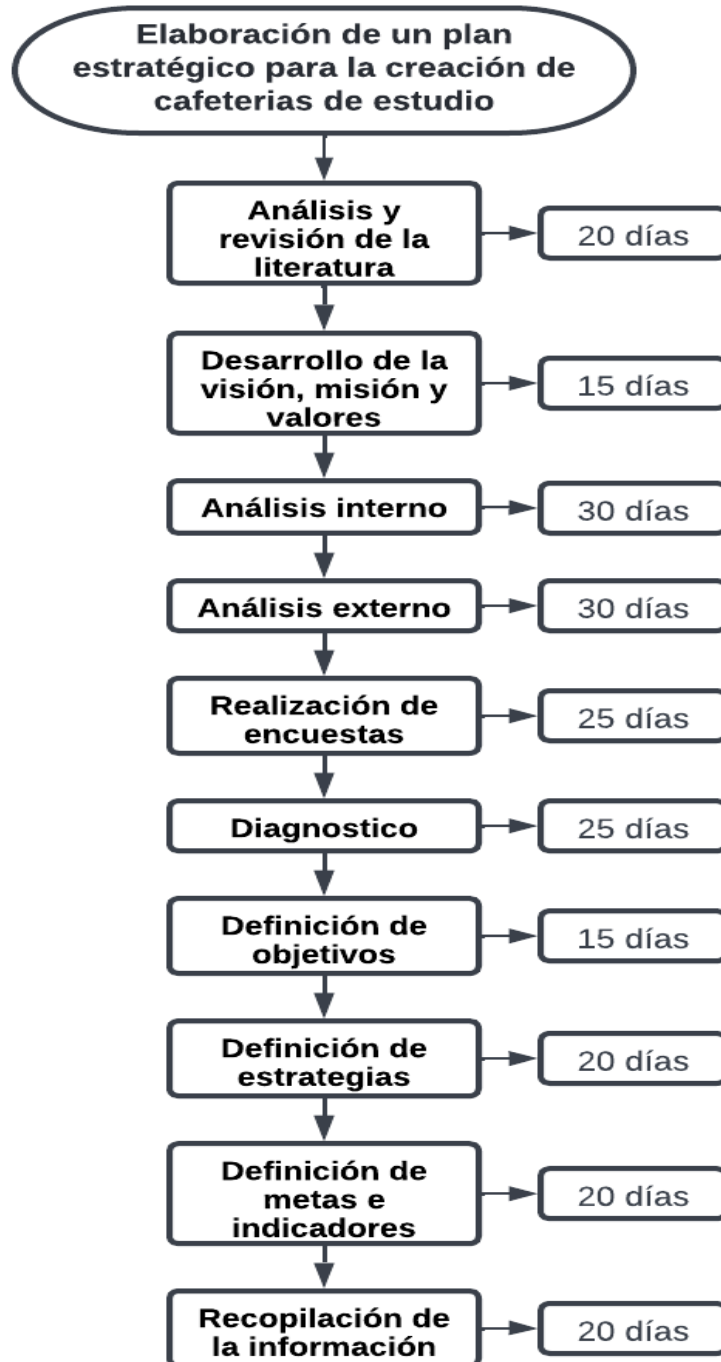 Elaboración de un plan
estratégico para la creación de
cafeterias de estudio
Análisis y
revisión de la
literatura
20 días
Desarrollo de la
visión, misión y
valores
15 días
Análisis interno
30 días
Análisis externo
30 días
Realización de
encuestas
25 días
Diagnostico
25 días
Definición de
objetivos
15 días
Definición de
estrategias
20 días
Definición de
metas e
indicadores
20 días
Recopilación de
la información
20 días